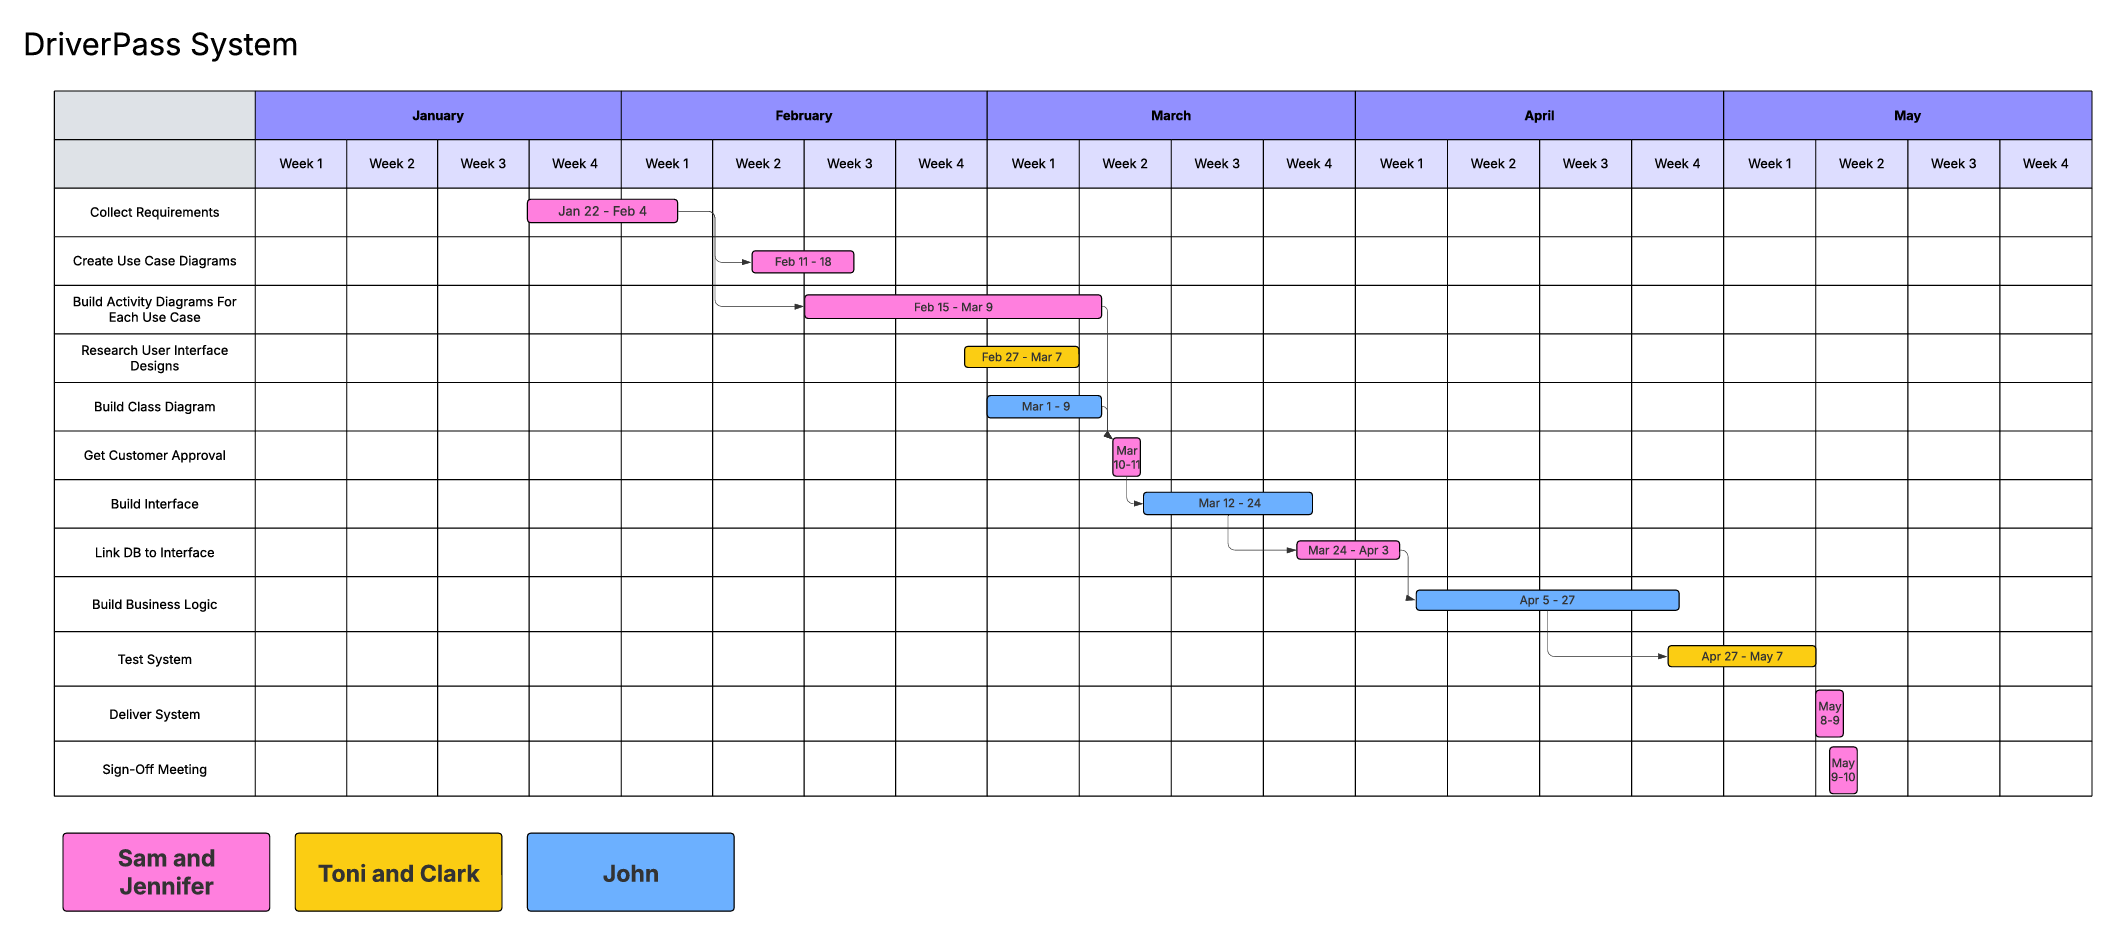 DriverPass System
January February March April May
Week 1 Week 2 Week 3 Week 4 Week 1 Week 2 Week 3 Week 4 Week 1 Week 2 Week 3 Week 4 Week 1 Week 2 Week 3 Week 4 Week 1 Week 2 Week 3 Week 4
Collect Requirements
Jan 22 - Feb 4
Create Use Case Diagrams
Feb 11 - 18
Build Activity Diagrams For
Each Use Case
Feb 15 - Mar 9
Research User Interface
Designs
Feb 27 - Mar 7
Build Class Diagram
Mar 1 - 9
Get Customer Approval
Mar
10-11
Build Interface
Mar 12 - 24
Link DB to Interface
Mar 24 - Apr 3
Build Business Logic
Apr 5 - 27
Test System
Apr 27 - May 7
Deliver System
May
8-9
Sign-Off Meeting
May
9-10
Sam and
Jennifer
Toni and Clark
John